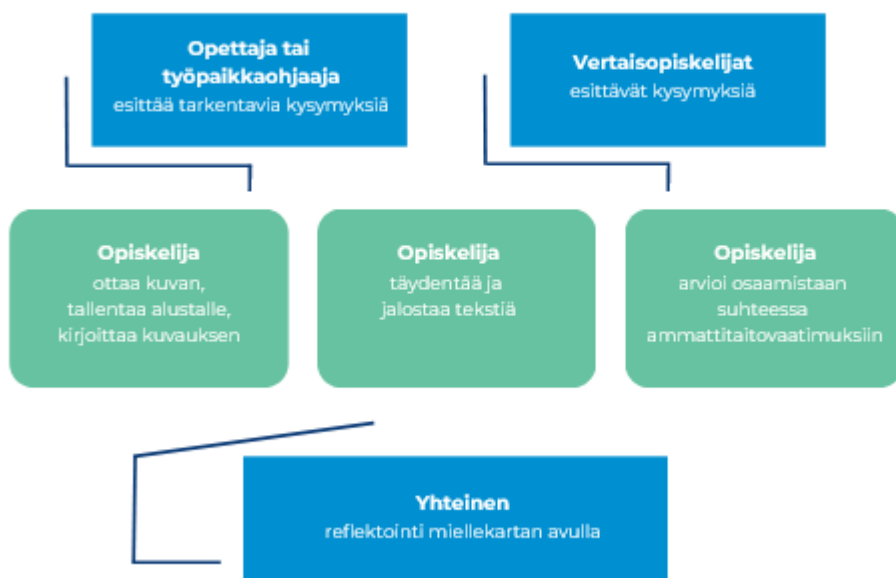 Opettaja tai
työpaikkaohjaaja
esittää tarkentavia kysymyksiä
Vertaisopiskelijat
esittävät kysymyksiä
Opiskelija
ottaa kuvan,
tallentaa alustalle,
kirjoittaa kuvauksen
Opiskelija
täydentää ja
jalostaa tekstiä
Opiskelija
arvioi osaamistaan
suhteessa
ammattitaitovaatimuksiin
Yhteinen
reflektointi miellekartan avulla